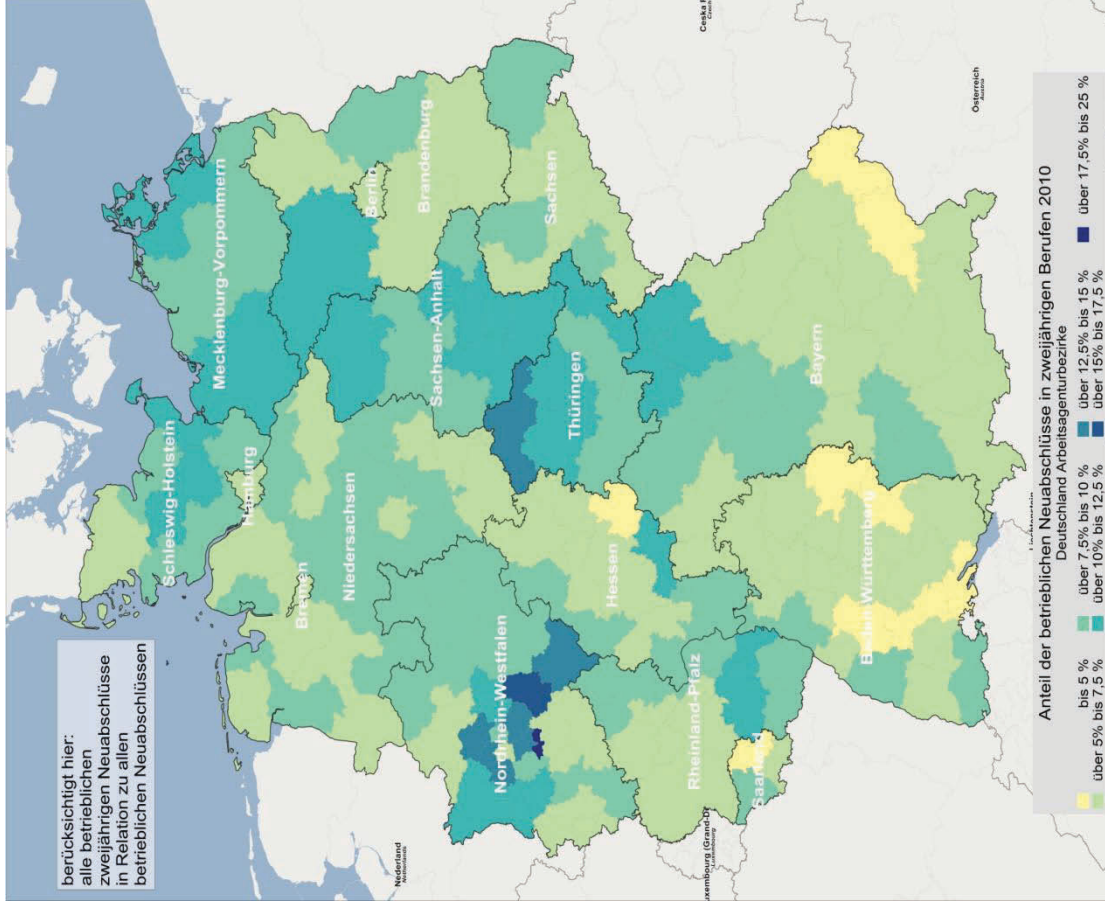 berücksichtigt hier:
alle betrieblichen
zweijährigen Neuabschlüsse
in Relation zu allen
betrieblichen Neuabschlüssen
Schleswig-Holstein
Mecklenburg-Vorpommern
Hamburg
Bremen
Niedersachsen
Berlin
Brandenburg
Sachsen-Anhalt
Nordrhein-Westfalen
Sachsen
Thüringen
Hessen
Rheinland-Pfalz
Saarland
Bayern
Baden-Württemberg
Nederland
Netherlands
Luxembourg
Österreich
Austria
Liechtenstein
Anteil der betrieblichen Neuabschlüsse in zweijährigen Berufen 2010
Deutschland Arbeitsagenturbezirke
bis 5 %
über 5% bis 7,5 %
über 7,5% bis 10 %
über 10% bis 12,5 %
über 12,5% bis 15 %
über 15% bis 17,5 %
über 17,5% bis 25 %